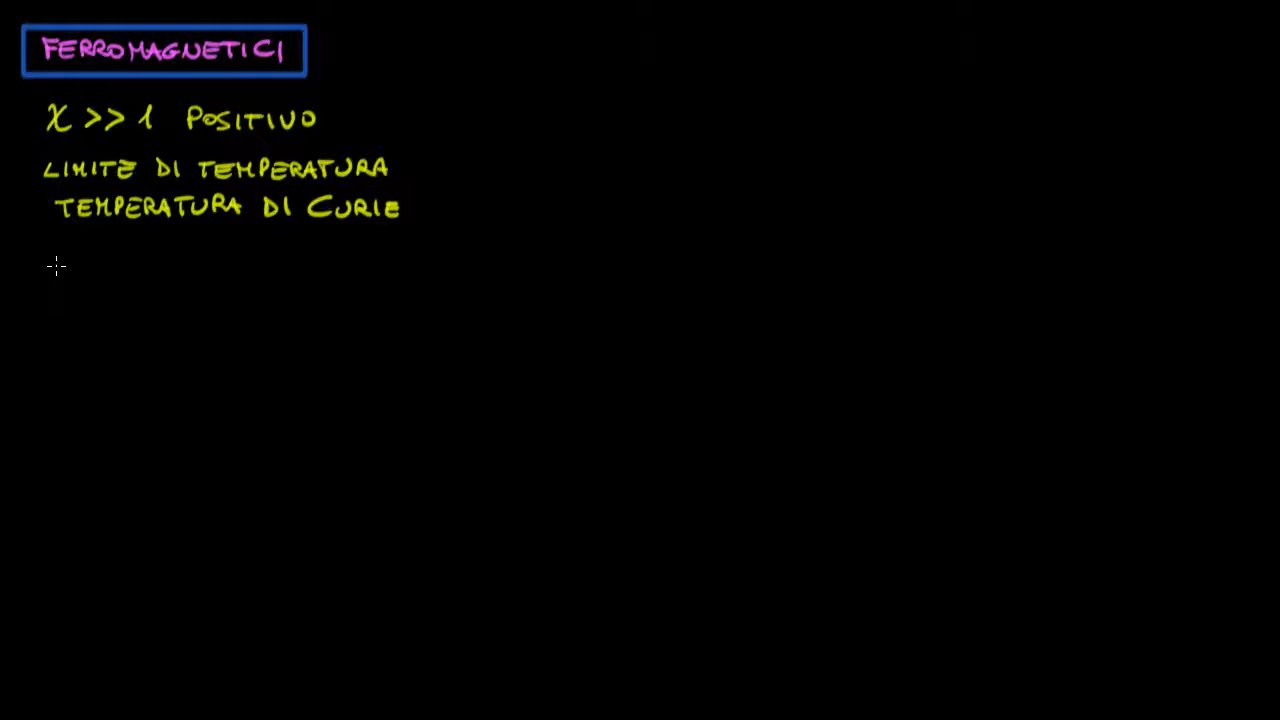 FERROMAGNETICI
χ >> 1 POSITIVO
LIMITE DI TEMPERATURA
TEMPERATURA DI CURIE